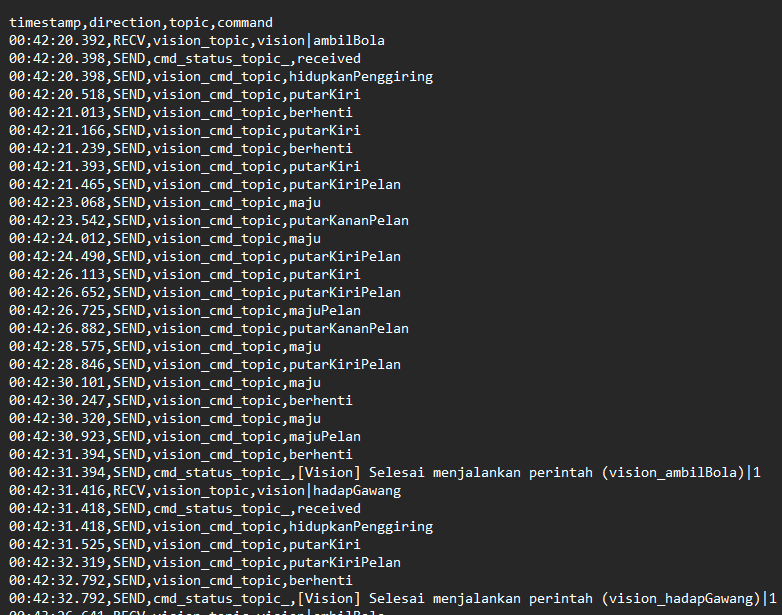 timestamp,direction,topic,command
00:42:20.392,RECV,vision_topic,vision|ambilBola
00:42:20.398,SEND,cmd_status_topic_,received
00:42:20.398,SEND,vision_cmd_topic,hidupkanPenggiring
00:42:20.518,SEND,vision_cmd_topic,putarKiri
00:42:21.013,SEND,vision_cmd_topic,berhenti
00:42:21.166,SEND,vision_cmd_topic,putarKiri
00:42:21.239,SEND,vision_cmd_topic,berhenti
00:42:21.393,SEND,vision_cmd_topic,putarKiri
00:42:21.465,SEND,vision_cmd_topic,putarKiriPelan
00:42:23.068,SEND,vision_cmd_topic,maju
00:42:23.542,SEND,vision_cmd_topic,putarKananPelan
00:42:24.012,SEND,vision_cmd_topic,maju
00:42:24.490,SEND,vision_cmd_topic,putarKiriPelan
00:42:26.113,SEND,vision_cmd_topic,putarKiri
00:42:26.652,SEND,vision_cmd_topic,putarKiriPelan
00:42:26.725,SEND,vision_cmd_topic,majuPelan
00:42:26.882,SEND,vision_cmd_topic,putarKananPelan
00:42:28.575,SEND,vision_cmd_topic,maju
00:42:28.846,SEND,vision_cmd_topic,putarKiriPelan
00:42:30.101,SEND,vision_cmd_topic,maju
00:42:30.247,SEND,vision_cmd_topic,berhenti
00:42:30.320,SEND,vision_cmd_topic,maju
00:42:30.923,SEND,vision_cmd_topic,majuPelan
00:42:31.394,SEND,vision_cmd_topic,berhenti
00:42:31.394,SEND,cmd_status_topic_,[Vision] Selesai menjalankan perintah (vision_ambilBola)|1
00:42:31.416,RECV,vision_topic,vision|hadapGawang
00:42:31.418,SEND,cmd_status_topic_,received
00:42:31.418,SEND,vision_cmd_topic,hidupkanPenggiring
00:42:31.525,SEND,vision_cmd_topic,putarKiri
00:42:32.319,SEND,vision_cmd_topic,putarKiriPelan
00:42:32.792,SEND,vision_cmd_topic,berhenti
00:42:32.792,SEND,cmd_status_topic_,[Vision] Selesai menjalankan perintah (vision_hadapGawang)|1